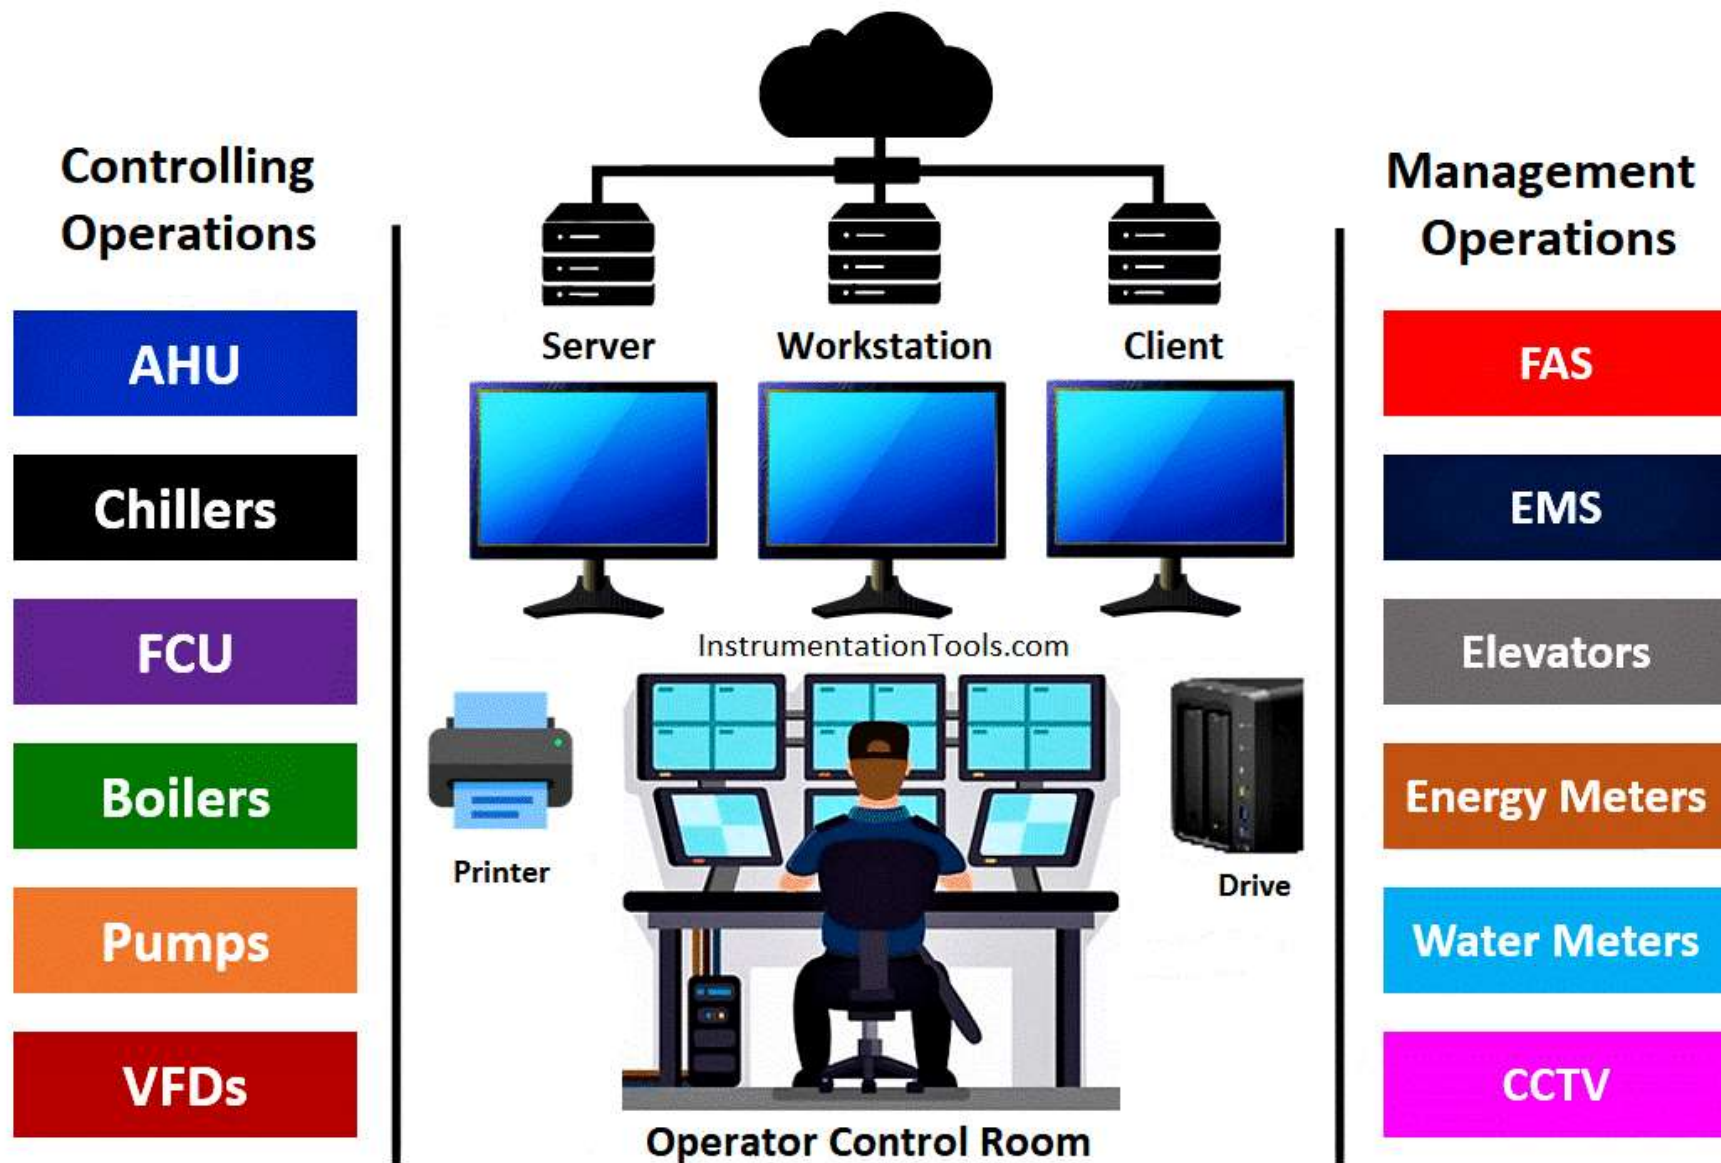 Controlling
Operations
AHU
Chillers
FCU
Boilers
Pumps
VFDs
Server
Workstation
Client
InstrumentationTools.com
Printer
Drive
Operator Control Room
Management
Operations
FAS
EMS
Elevators
Energy Meters
Water Meters
CCTV